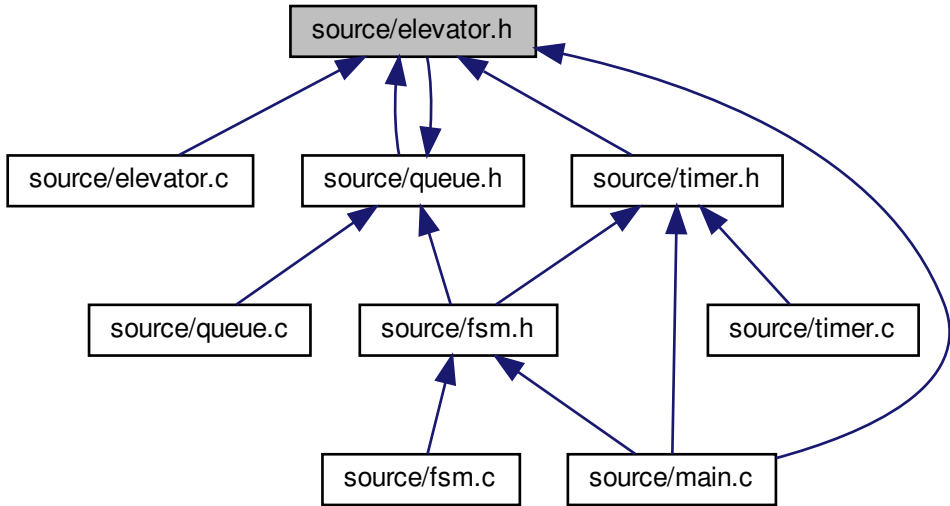 source/elevator.h
source/elevator.c
source/queue.h
source/timer.h
source/queue.c
source/fsm.h
source/timer.c
source/fsm.c
source/main.c